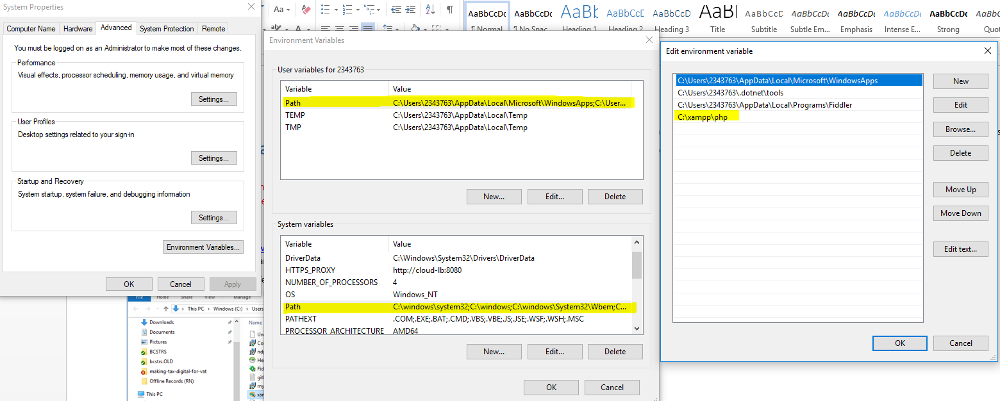 System Properties
Computer Name Hardware Advanced System Protection Remote
You must be logged on as an Administrator to make most of these changes.
Performance
Visual effects, processor scheduling, memory usage, and virtual memory
Settings...
User Profiles
Desktop settings related to your sign-in
Settings...
Startup and Recovery
System startup, system failure, and debugging information
Settings...
Environment Variables...
OK Cancel Apply
Aa
AaBbCcDc AaBbCcDc AaBbC AaBbCcC AaBbCcD AaBl AaBbCcD AaBbCcDc AaBbCcDc AaBbCcDc AaBbCcDc
¶ Normal ¶ No Spac... Heading 1 Heading 2 Heading 3 Title Subtitle Subtle Em... Emphasis Intense E... Strong
Environment Variables
User variables for 2343763
Variable Value
Path C:\Users\2343763\AppData\Local\Microsoft\WindowsApps;C:\User...
TEMP C:\Users\2343763\AppData\Local\Temp
TMP C:\Users\2343763\AppData\Local\Temp
New... Edit... Delete
System variables
Variable Value
DriverData C:\Windows\System32\Drivers\DriverData
HTTPS_PROXY http://cloud-lb:8080
NUMBER_OF_PROCESSORS 4
OS Windows_NT
Path C:\windows\system32;C:\windows;C:\windows\System32\Wbem;C...
PATHEXT .COM;.EXE;.BAT;.CMD;.VBS;.VBE;.JS;.JSE;.WSF;.WSH;.MSC
PROCESSOR_ARCHITECTURE AMD64
New... Edit... Delete
OK Cancel
Edit environment variable
C:\Users\2343763\AppData\Local\Microsoft\WindowsApps
C:\Users\2343763\.dotnet\tools
C:\Users\2343763\AppData\Local\Programs\Fiddler
C:\xampp\php
New
Edit
Browse...
Delete
Move Up
Move Down
Edit text...
OK Cancel
File Home Share View Manage
This PC > Windows (C:) > Users
Downloads
Documents
Pictures
BCSTRS
bcstrs.OLD
making-tax-digital-for-vat
Offline Records (RN)
This PC
Name